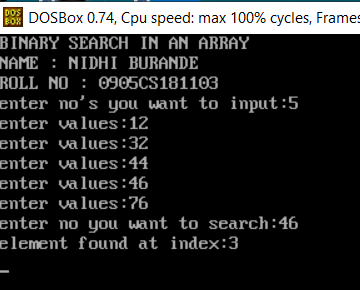 DOS BOX DOSBox 0.74, Cpu speed: max 100% cycles, Frames
BINARY SEARCH IN AN ARRAY
NAME : NIDHI BURANDE
ROLL NO : 0905CS181103
enter no's you want to input:5
enter values:12
enter values:32
enter values:44
enter values:46
enter values:76
enter no you want to search:46
element found at index:3